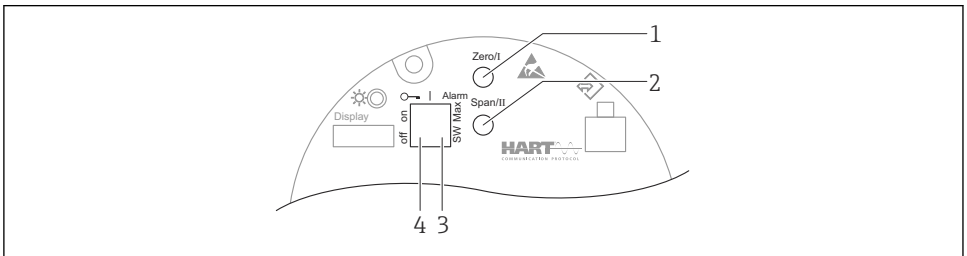 1
Zero/I
2
Alarm
Span/II
Display
on
off
Max
SW
HART
COMMUNICATION PROTOCOL
4 3